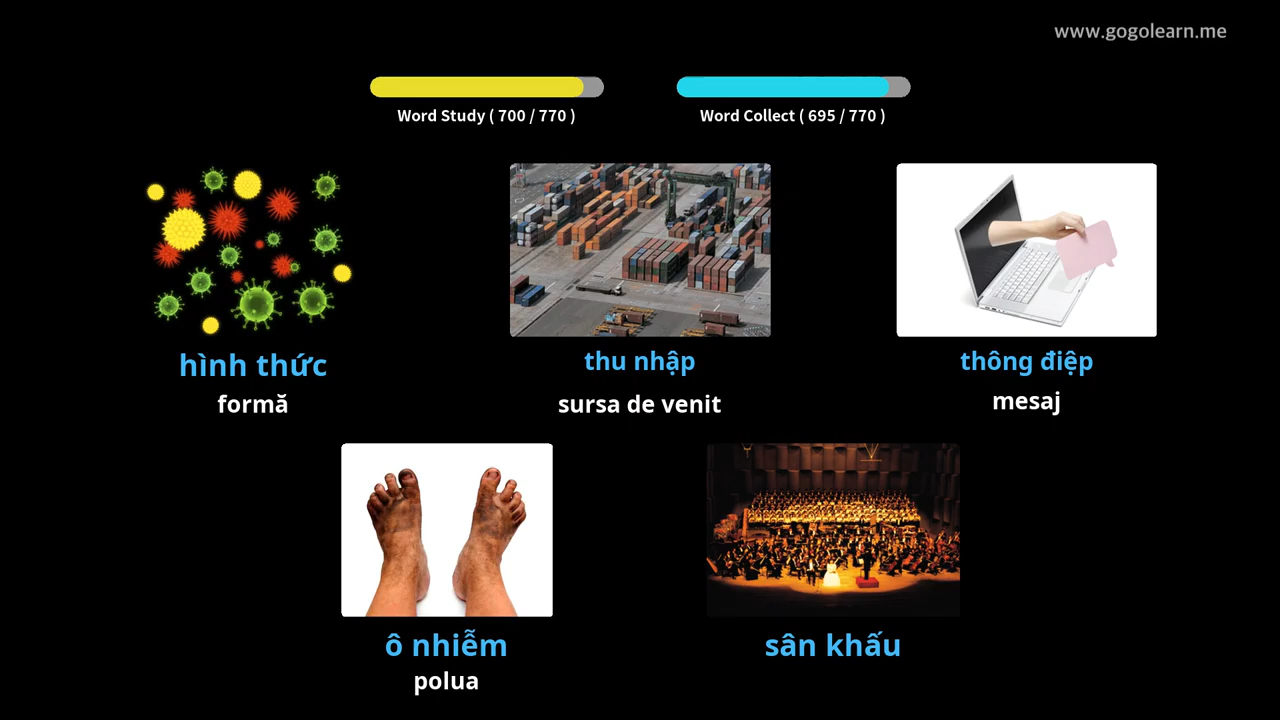 www.gogolearn.me
Word Study ( 700 / 770 )
Word Collect ( 695 / 770 )
hình thức
formă
thu nhập
sursa de venit
thông điệp
mesaj
ô nhiễm
polua
sân khấu